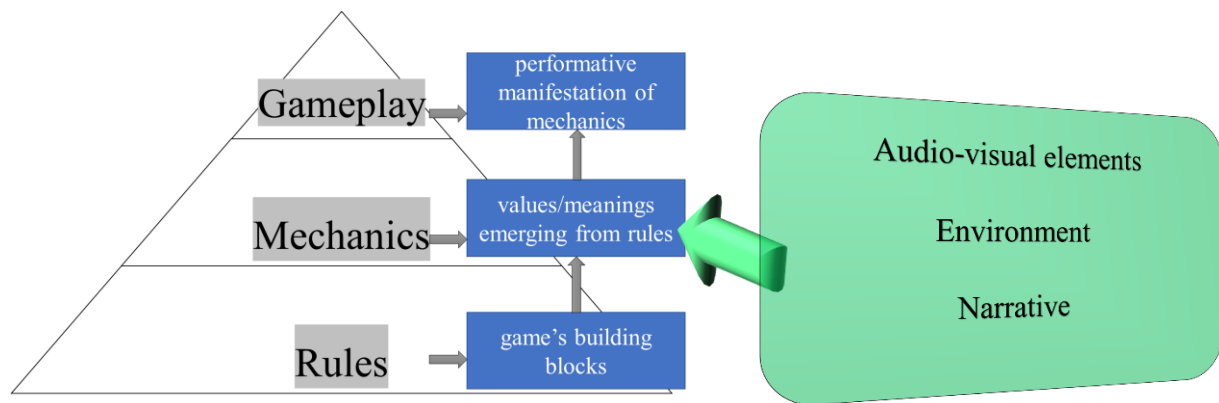 Gameplay
performative
manifestation of
mechanics
Mechanics
values/meanings
emerging from rules
Rules
game’s building
blocks
Audio-visual elements
Environment
Narrative